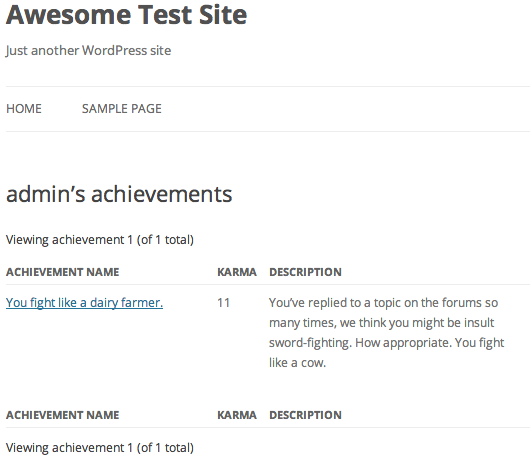 Awesome Test Site
Just another WordPress site
HOME SAMPLE PAGE
admin’s achievements
Viewing achievement 1 (of 1 total)
ACHIEVEMENT NAME KARMA DESCRIPTION
You fight like a dairy farmer. 11 You’ve replied to a topic on the forums so
many times, we think you might be insult
sword-fighting. How appropriate. You fight
like a cow.
ACHIEVEMENT NAME KARMA DESCRIPTION
Viewing achievement 1 (of 1 total)